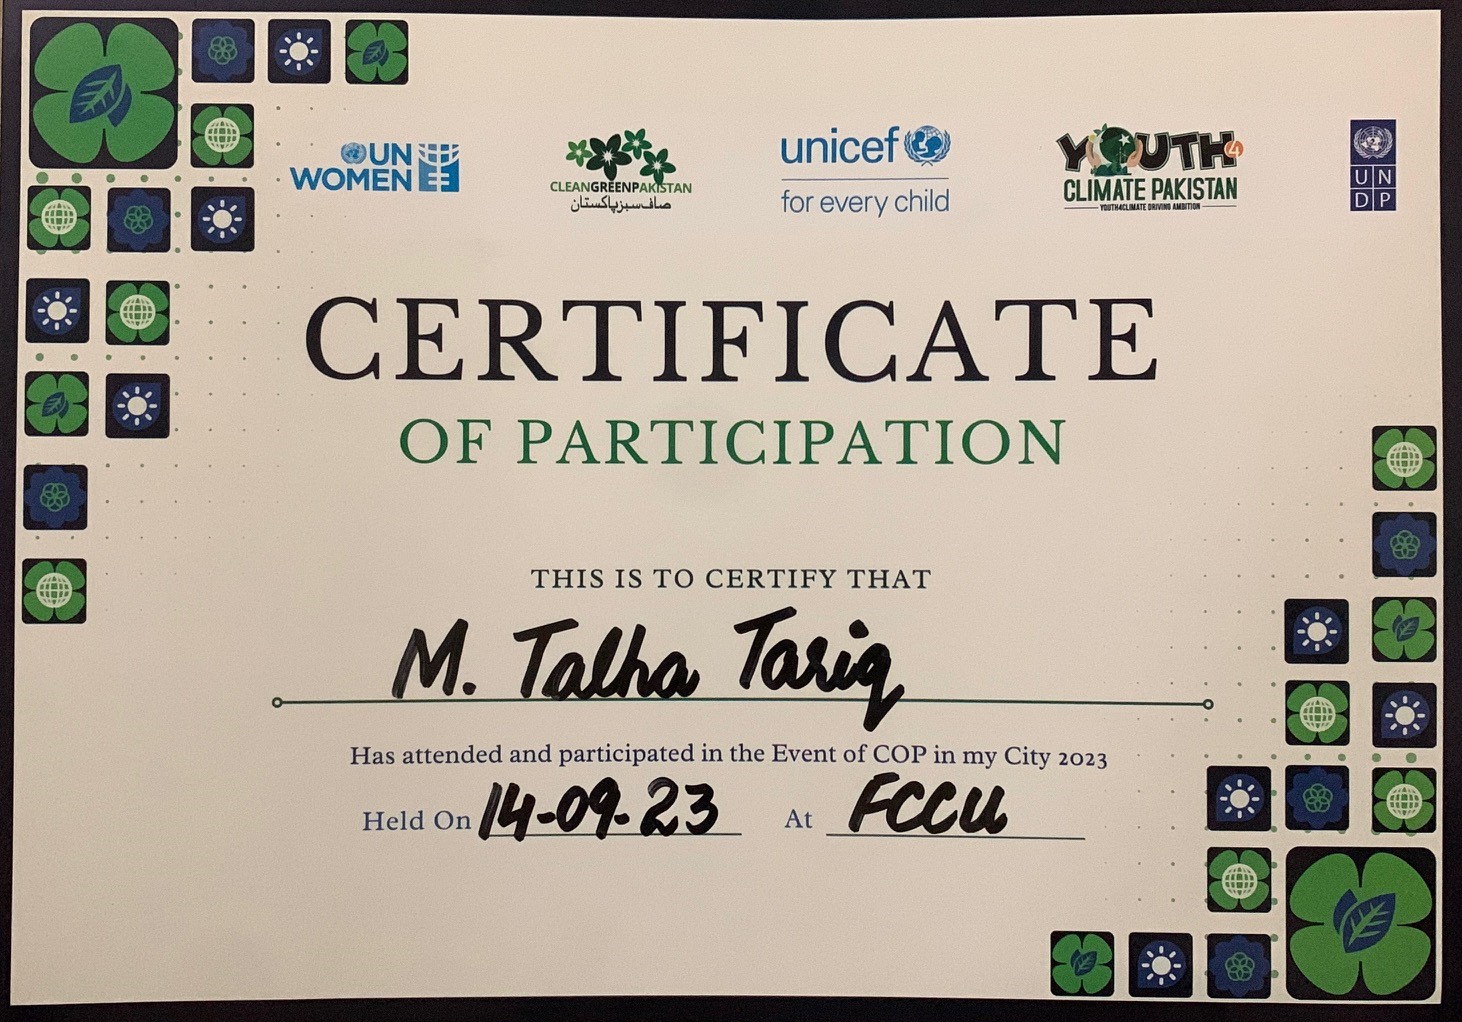 UN WOMEN
CLEANGREENPAKISTAN
صاف سبز پاکستان
unicef
for every child
YOUTH4
CLIMATE PAKISTAN
YOUTH4CLIMATE DRIVING AMBITION
UN
DP
CERTIFICATE
OF PARTICIPATION
THIS IS TO CERTIFY THAT
M. Talha Tariq
Has attended and participated in the Event of COP in my City 2023
Held On 14-09-23 At FCCU